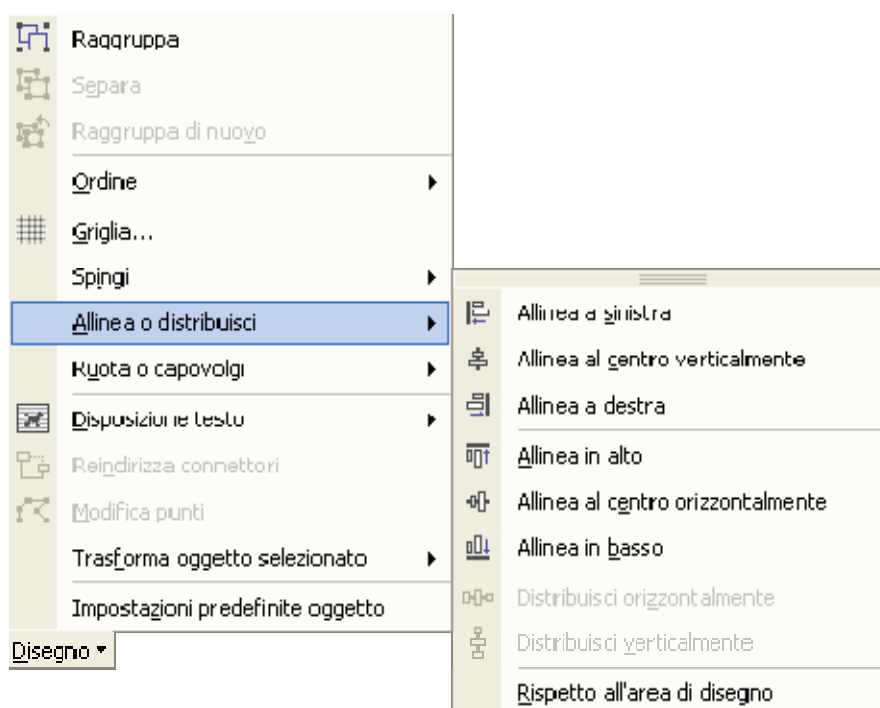 Raggruppa
Separa
Raggruppa di nuovo
Ordine
Griglia...
Spingi
Allinea o distribuisci
Ruota o capovolgi
Disposizione testo
Reindirizza connettori
Modifica punti
Trasforma oggetto selezionato
Impostazioni predefinite oggetto
Disegno
Allinea a sinistra
Allinea al centro verticalmente
Allinea a destra
Allinea in alto
Allinea al centro orizzontalmente
Allinea in basso
Distribuisci orizzontalmente
Distribuisci verticalmente
Rispetto all'area di disegno